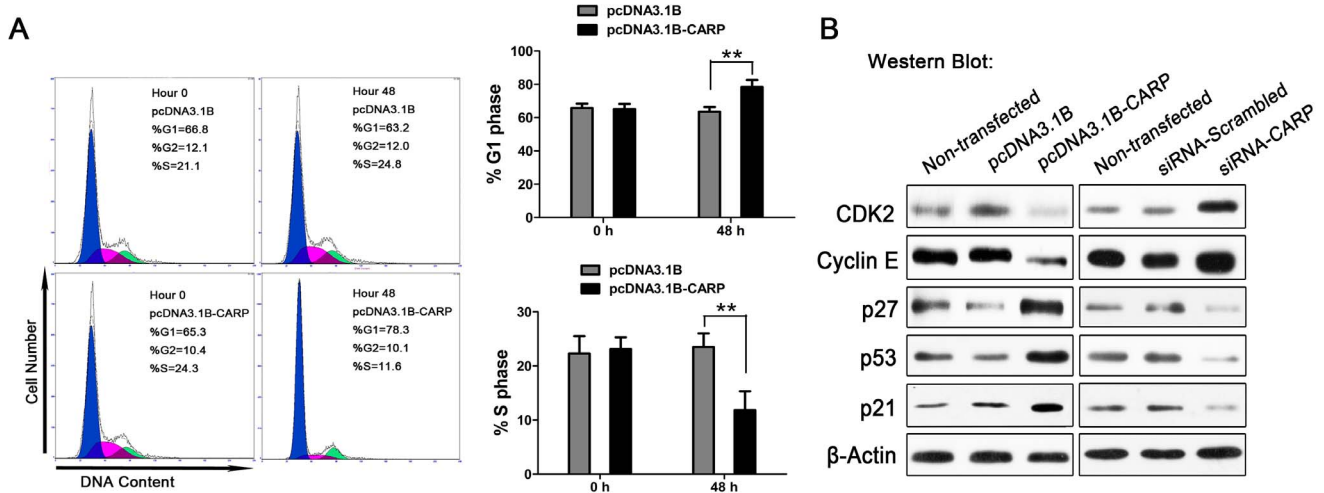 A
Hour 0
pcDNA3.1B
%G1=66.8
%G2=12.1
%S=21.1
Hour 48
pcDNA3.1B
%G1=63.2
%G2=12.0
%S=24.8
Hour 0
pcDNA3.1B-CARP
%G1=65.3
%G2=10.4
%S=24.3
Hour 48
pcDNA3.1B-CARP
%G1=78.3
%G2=10.1
%S=11.6
Cell Number
DNA Content
pcDNA3.1B
pcDNA3.1B-CARP
**
% G1 phase
100
80
60
40
20
0
0 h
48 h
pcDNA3.1B
pcDNA3.1B-CARP
**
% S phase
30
20
10
0
0 h
48 h
B
Western Blot:
Non-transfected
pcDNA3.1B
pcDNA3.1B-CARP
Non-transfected
siRNA-Scrambled
siRNA-CARP
CDK2
Cyclin E
p27
p53
p21
β-Actin